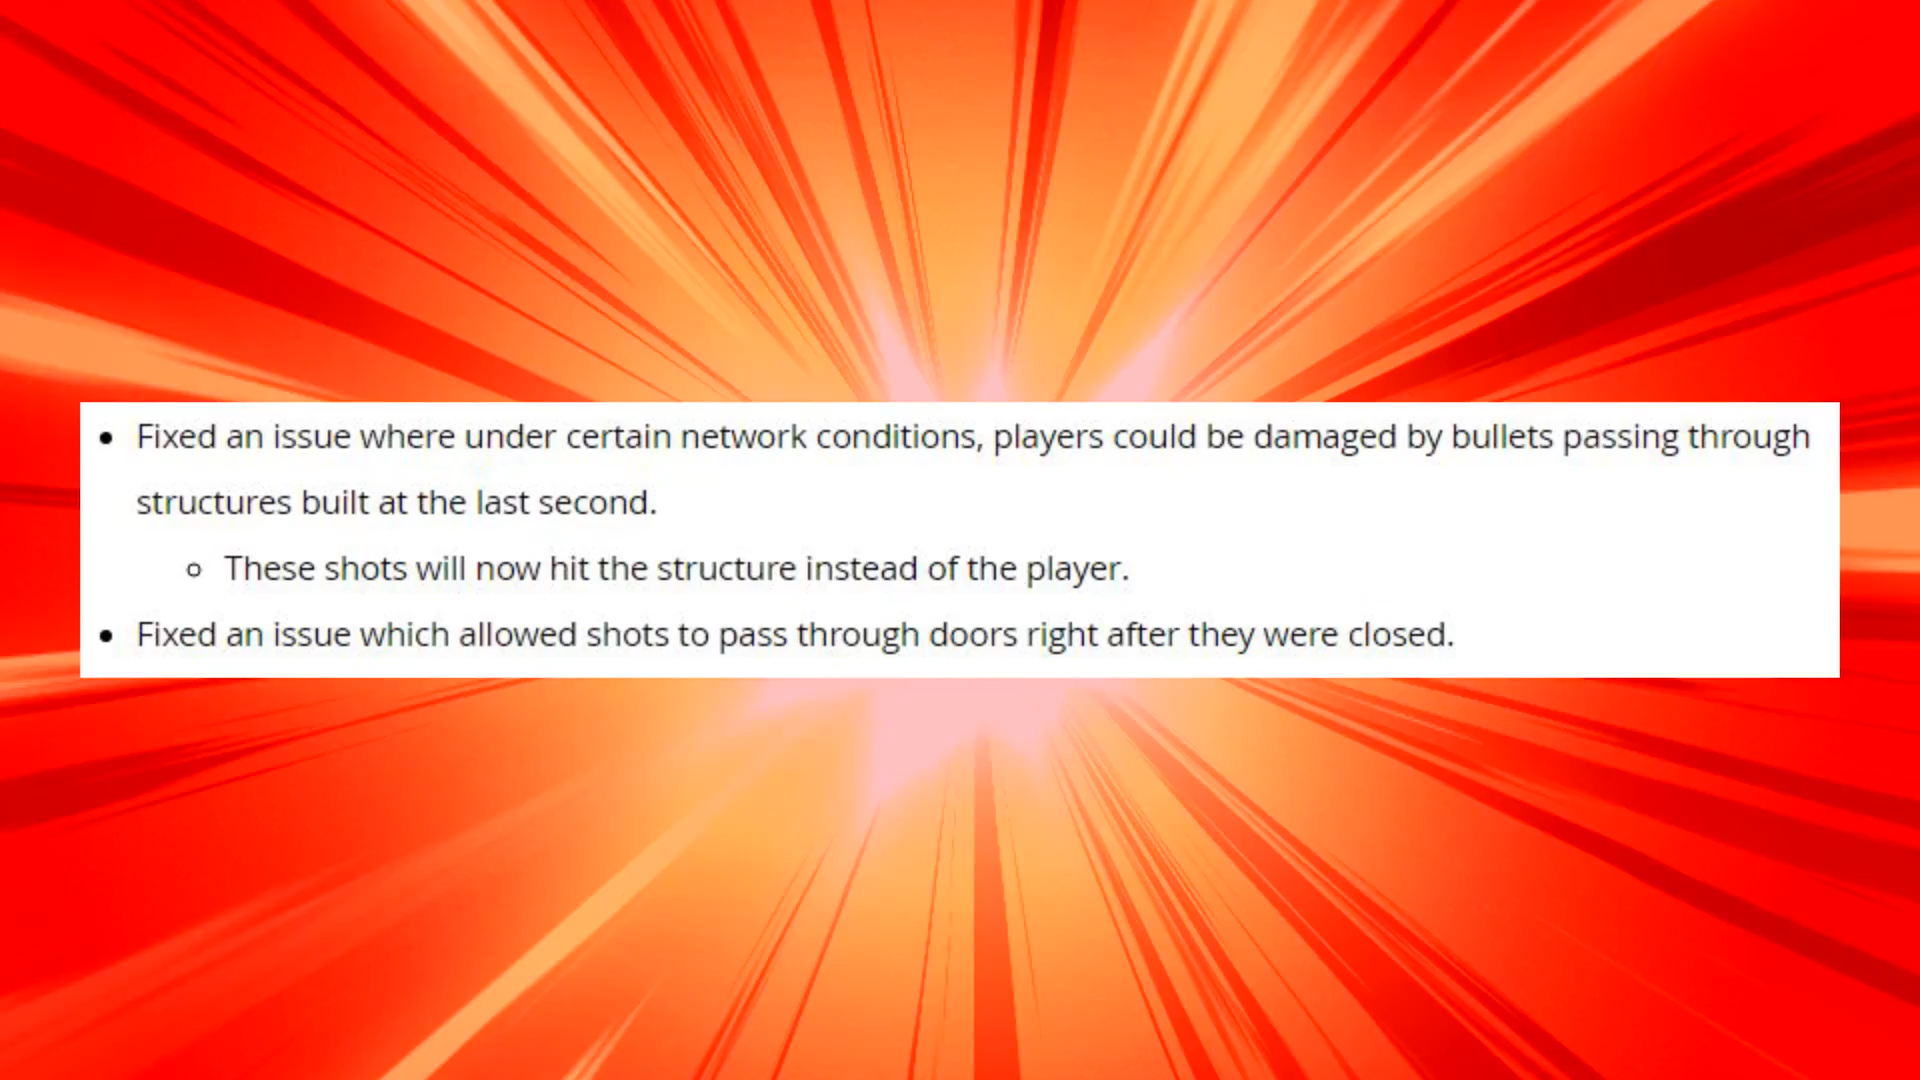 • Fixed an issue where under certain network conditions, players could be damaged by bullets passing through
structures built at the last second.
○ These shots will now hit the structure instead of the player.
• Fixed an issue which allowed shots to pass through doors right after they were closed.